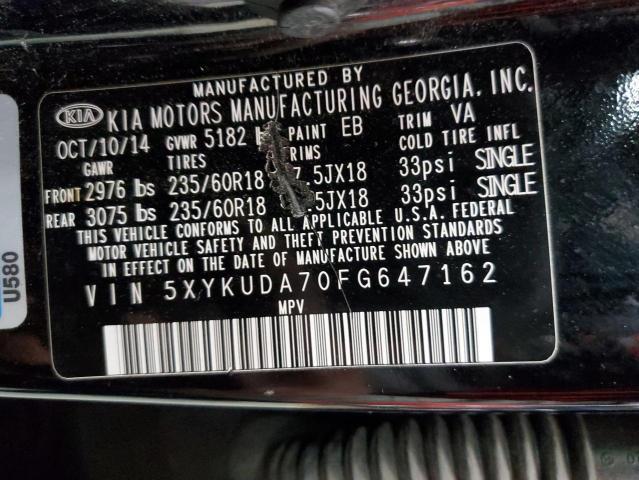 MANUFACTURED BY
KIA KIA MOTORS MANUFACTURING GEORGIA, INC.
OCT/10/14 GVWR 5182 PAINT EB TRIM VA
GAWR TIRES RIMS COLD TIRE INFL
FRONT 2976 lbs 235/60R18 7.5JX18 33psi SINGLE
REAR 3075 lbs 235/60R18 5JX18 33psi SINGLE
THIS VEHICLE CONFORMS TO ALL APPLICABLE U.S.A. FEDERAL
MOTOR VEHICLE SAFETY AND THEFT PREVENTION STANDARDS
IN EFFECT ON THE DATE OF MANUFACTURE SHOWN ABOVE.
VIN 5XYKUDA70FG647162
MPV
U580